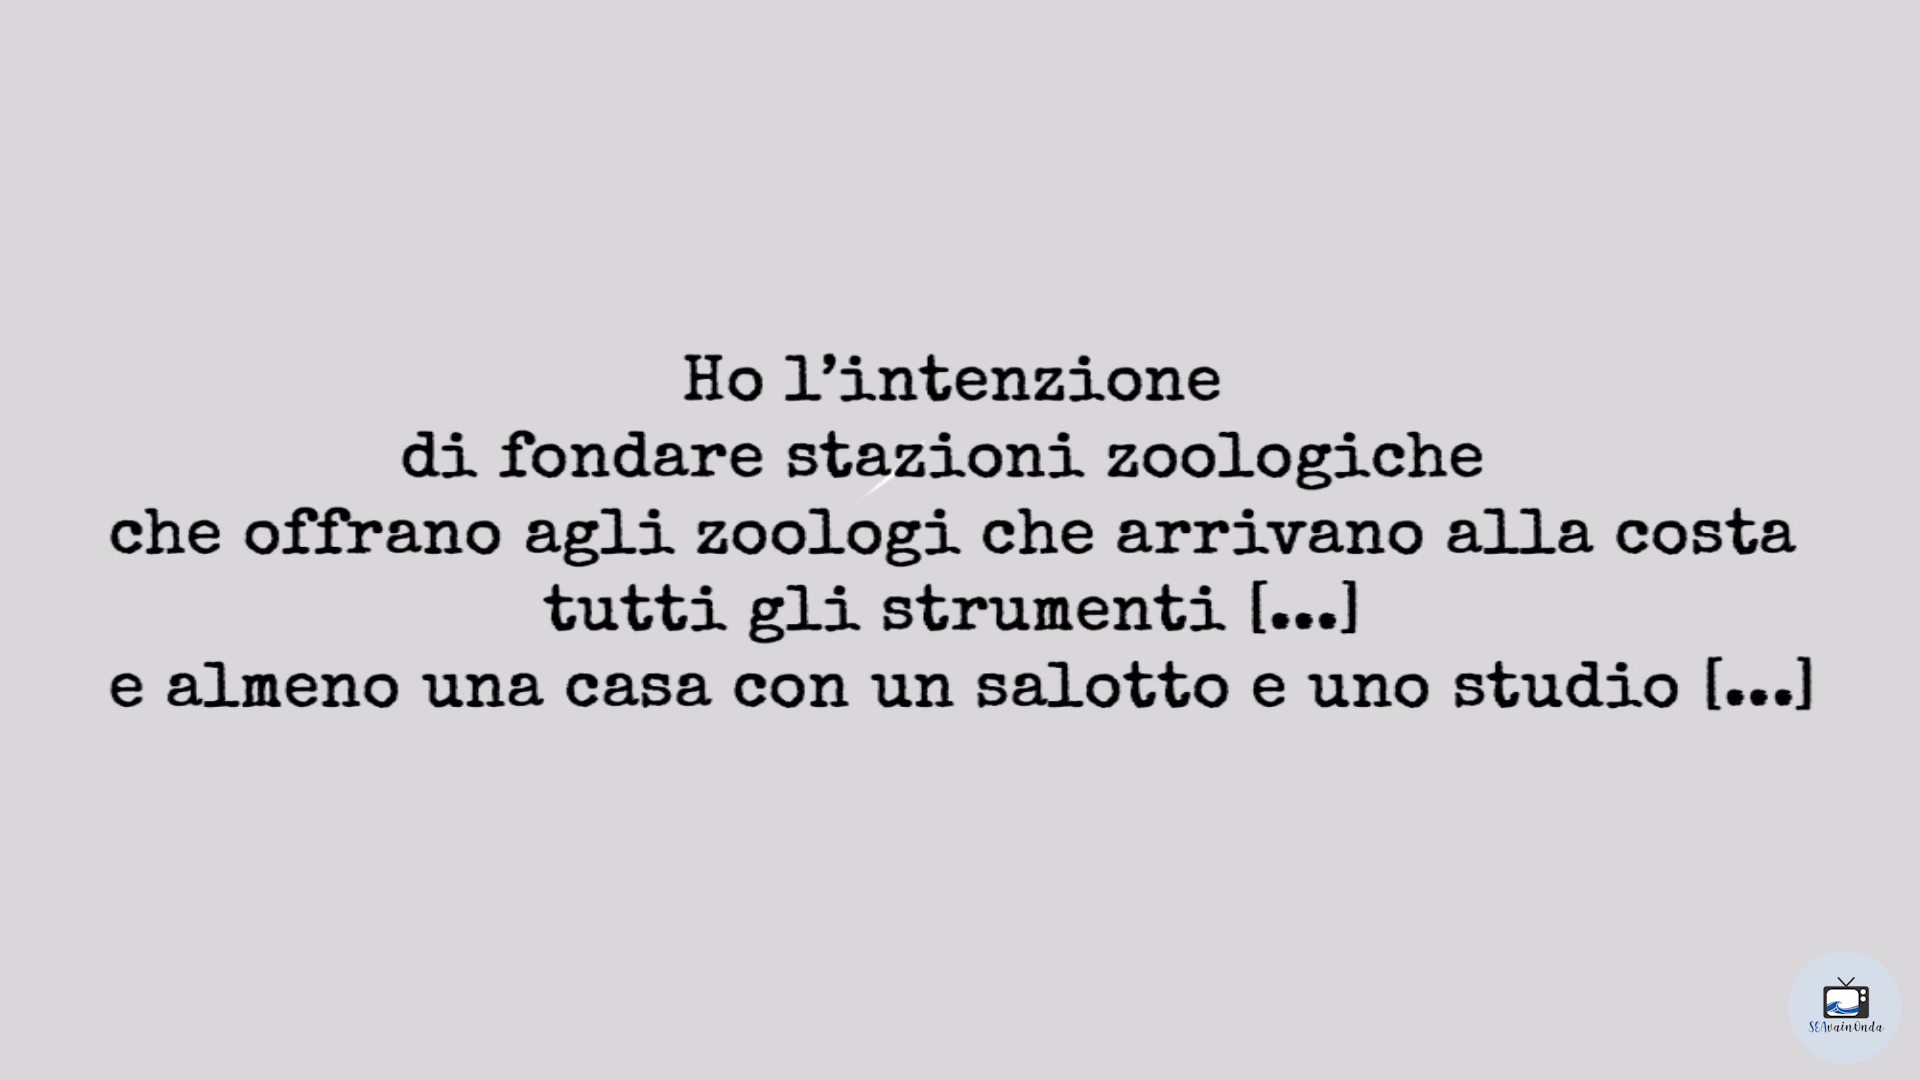 Ho l’intenzione
di fondare stazioni zoologiche
che offrano agli zoologi che arrivano alla costa
tutti gli strumenti [...]
e almeno una casa con un salotto e uno studio [...]
SEAvainOnda